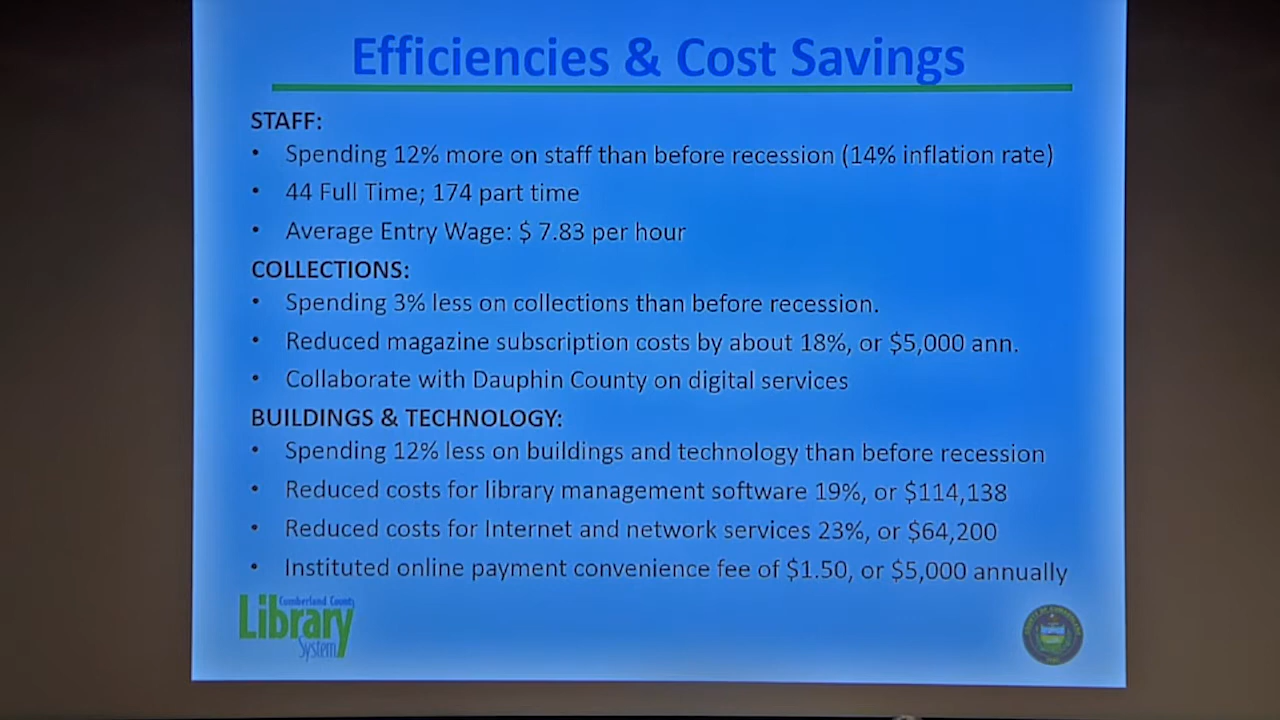 Efficiencies & Cost Savings
STAFF:
• Spending 12% more on staff than before recession (14% inflation rate)
• 44 Full Time; 174 part time
• Average Entry Wage: $ 7.83 per hour
COLLECTIONS:
• Spending 3% less on collections than before recession.
• Reduced magazine subscription costs by about 18%, or $5,000 ann.
• Collaborate with Dauphin County on digital services
BUILDINGS & TECHNOLOGY:
• Spending 12% less on buildings and technology than before recession
• Reduced costs for library management software 19%, or $114,138
• Reduced costs for Internet and network services 23%, or $64,200
• Instituted online payment convenience fee of $1.50, or $5,000 annually
Cumberland County
Library
System